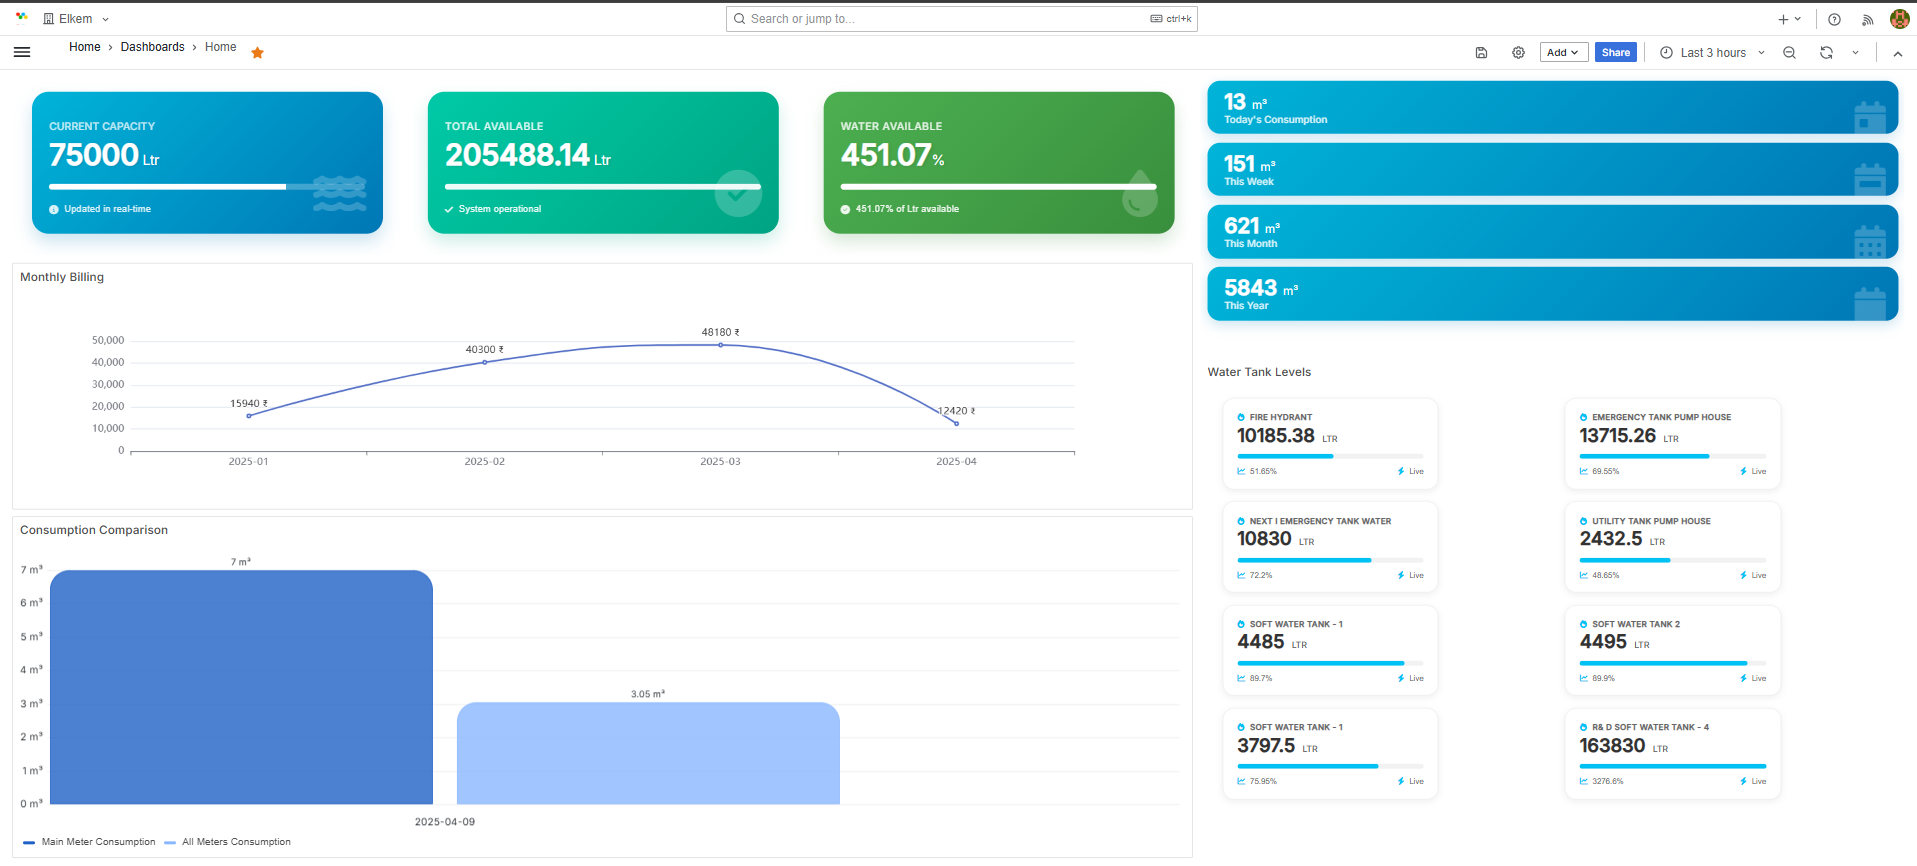 Elkem
Search or jump to...
ctrl+k
Home › Dashboards › Home
Add
Share
Last 3 hours
CURRENT CAPACITY
75000 Ltr
Updated in real-time
TOTAL AVAILABLE
205488.14 Ltr
System operational
WATER AVAILABLE
451.07%
451.07% of Ltr available
13 m³
Today's Consumption
151 m³
This Week
621 m³
This Month
5843 m³
This Year
Monthly Billing
50,000
40,000
30,000
20,000
10,000
0
15940 ₹
40300 ₹
48180 ₹
12420 ₹
2025-01
2025-02
2025-03
2025-04
Consumption Comparison
7 m³
6 m³
5 m³
4 m³
3 m³
2 m³
1 m³
0 m³
7 m³
3.05 m³
2025-04-09
Main Meter Consumption
All Meters Consumption
Water Tank Levels
FIRE HYDRANT
10185.38 LTR
51.65% Live
EMERGENCY TANK PUMP HOUSE
13715.26 LTR
69.55% Live
NEXT I EMERGENCY TANK WATER
10830 LTR
72.2% Live
UTILITY TANK PUMP HOUSE
2432.5 LTR
48.65% Live
SOFT WATER TANK - 1
4485 LTR
89.7% Live
SOFT WATER TANK 2
4495 LTR
89.9% Live
SOFT WATER TANK - 1
3797.5 LTR
75.95% Live
R& D SOFT WATER TANK - 4
163830 LTR
3276.6% Live